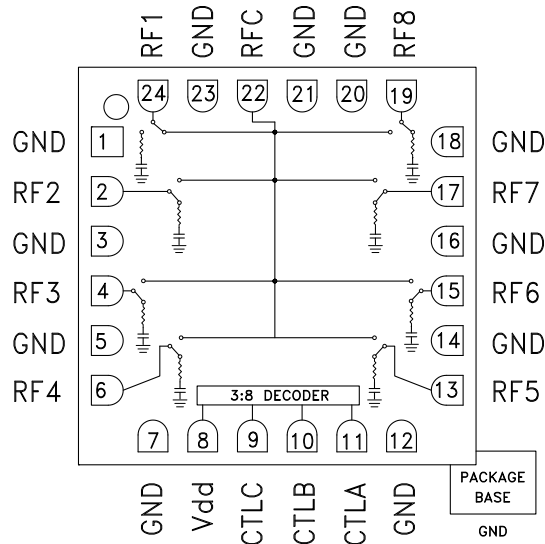 RF1 GND RFC GND GND RF8
24 23 22 21 20 19
GND 1 18 GND
RF2 2 17 RF7
GND 3 16 GND
RF3 4 15 RF6
GND 5 14 GND
RF4 6 13 RF5
3:8 DECODER
7 8 9 10 11 12
GND Vdd CTLC CTLB CTLA GND
PACKAGE
BASE
GND